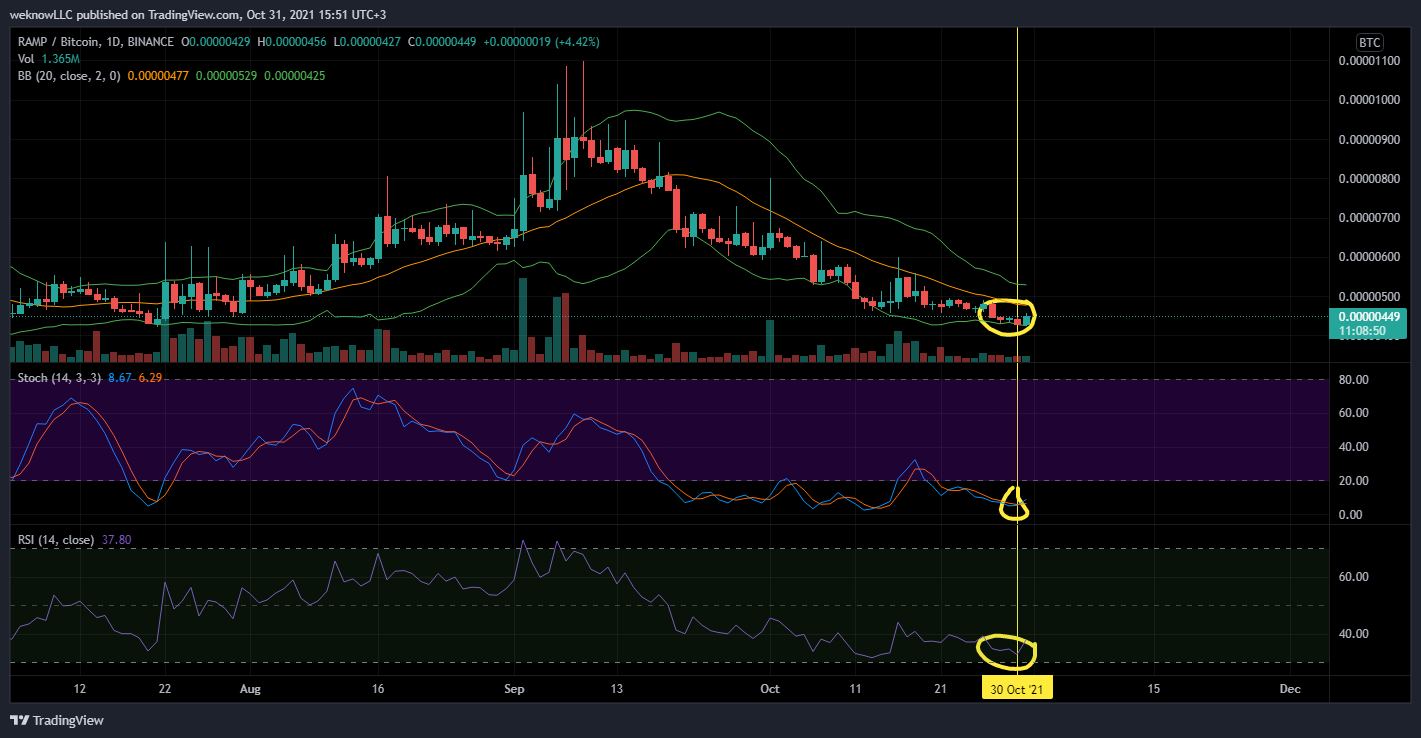 weknowLLC published on TradingView.com, Oct 31, 2021 15:51 UTC+3
RAMP / Bitcoin, 1D, BINANCE O0.00000429 H0.00000456 L0.00000427 C0.00000449 +0.00000019 (+4.42%)
BTC
Vol 1.365M
BB (20, close, 2, 0) 0.00000477 0.00000529 0.00000425
0.00001100
0.00001000
0.00000900
0.00000800
0.00000700
0.00000600
0.00000500
0.00000449
11:08:50
Stoch (14, 3, 3) 8.67 6.29
80.00
60.00
40.00
20.00
0.00
RSI (14, close) 37.80
60.00
40.00
12 22 Aug 16 Sep 13 Oct 11 21 30 Oct '21 15 Dec
TradingView